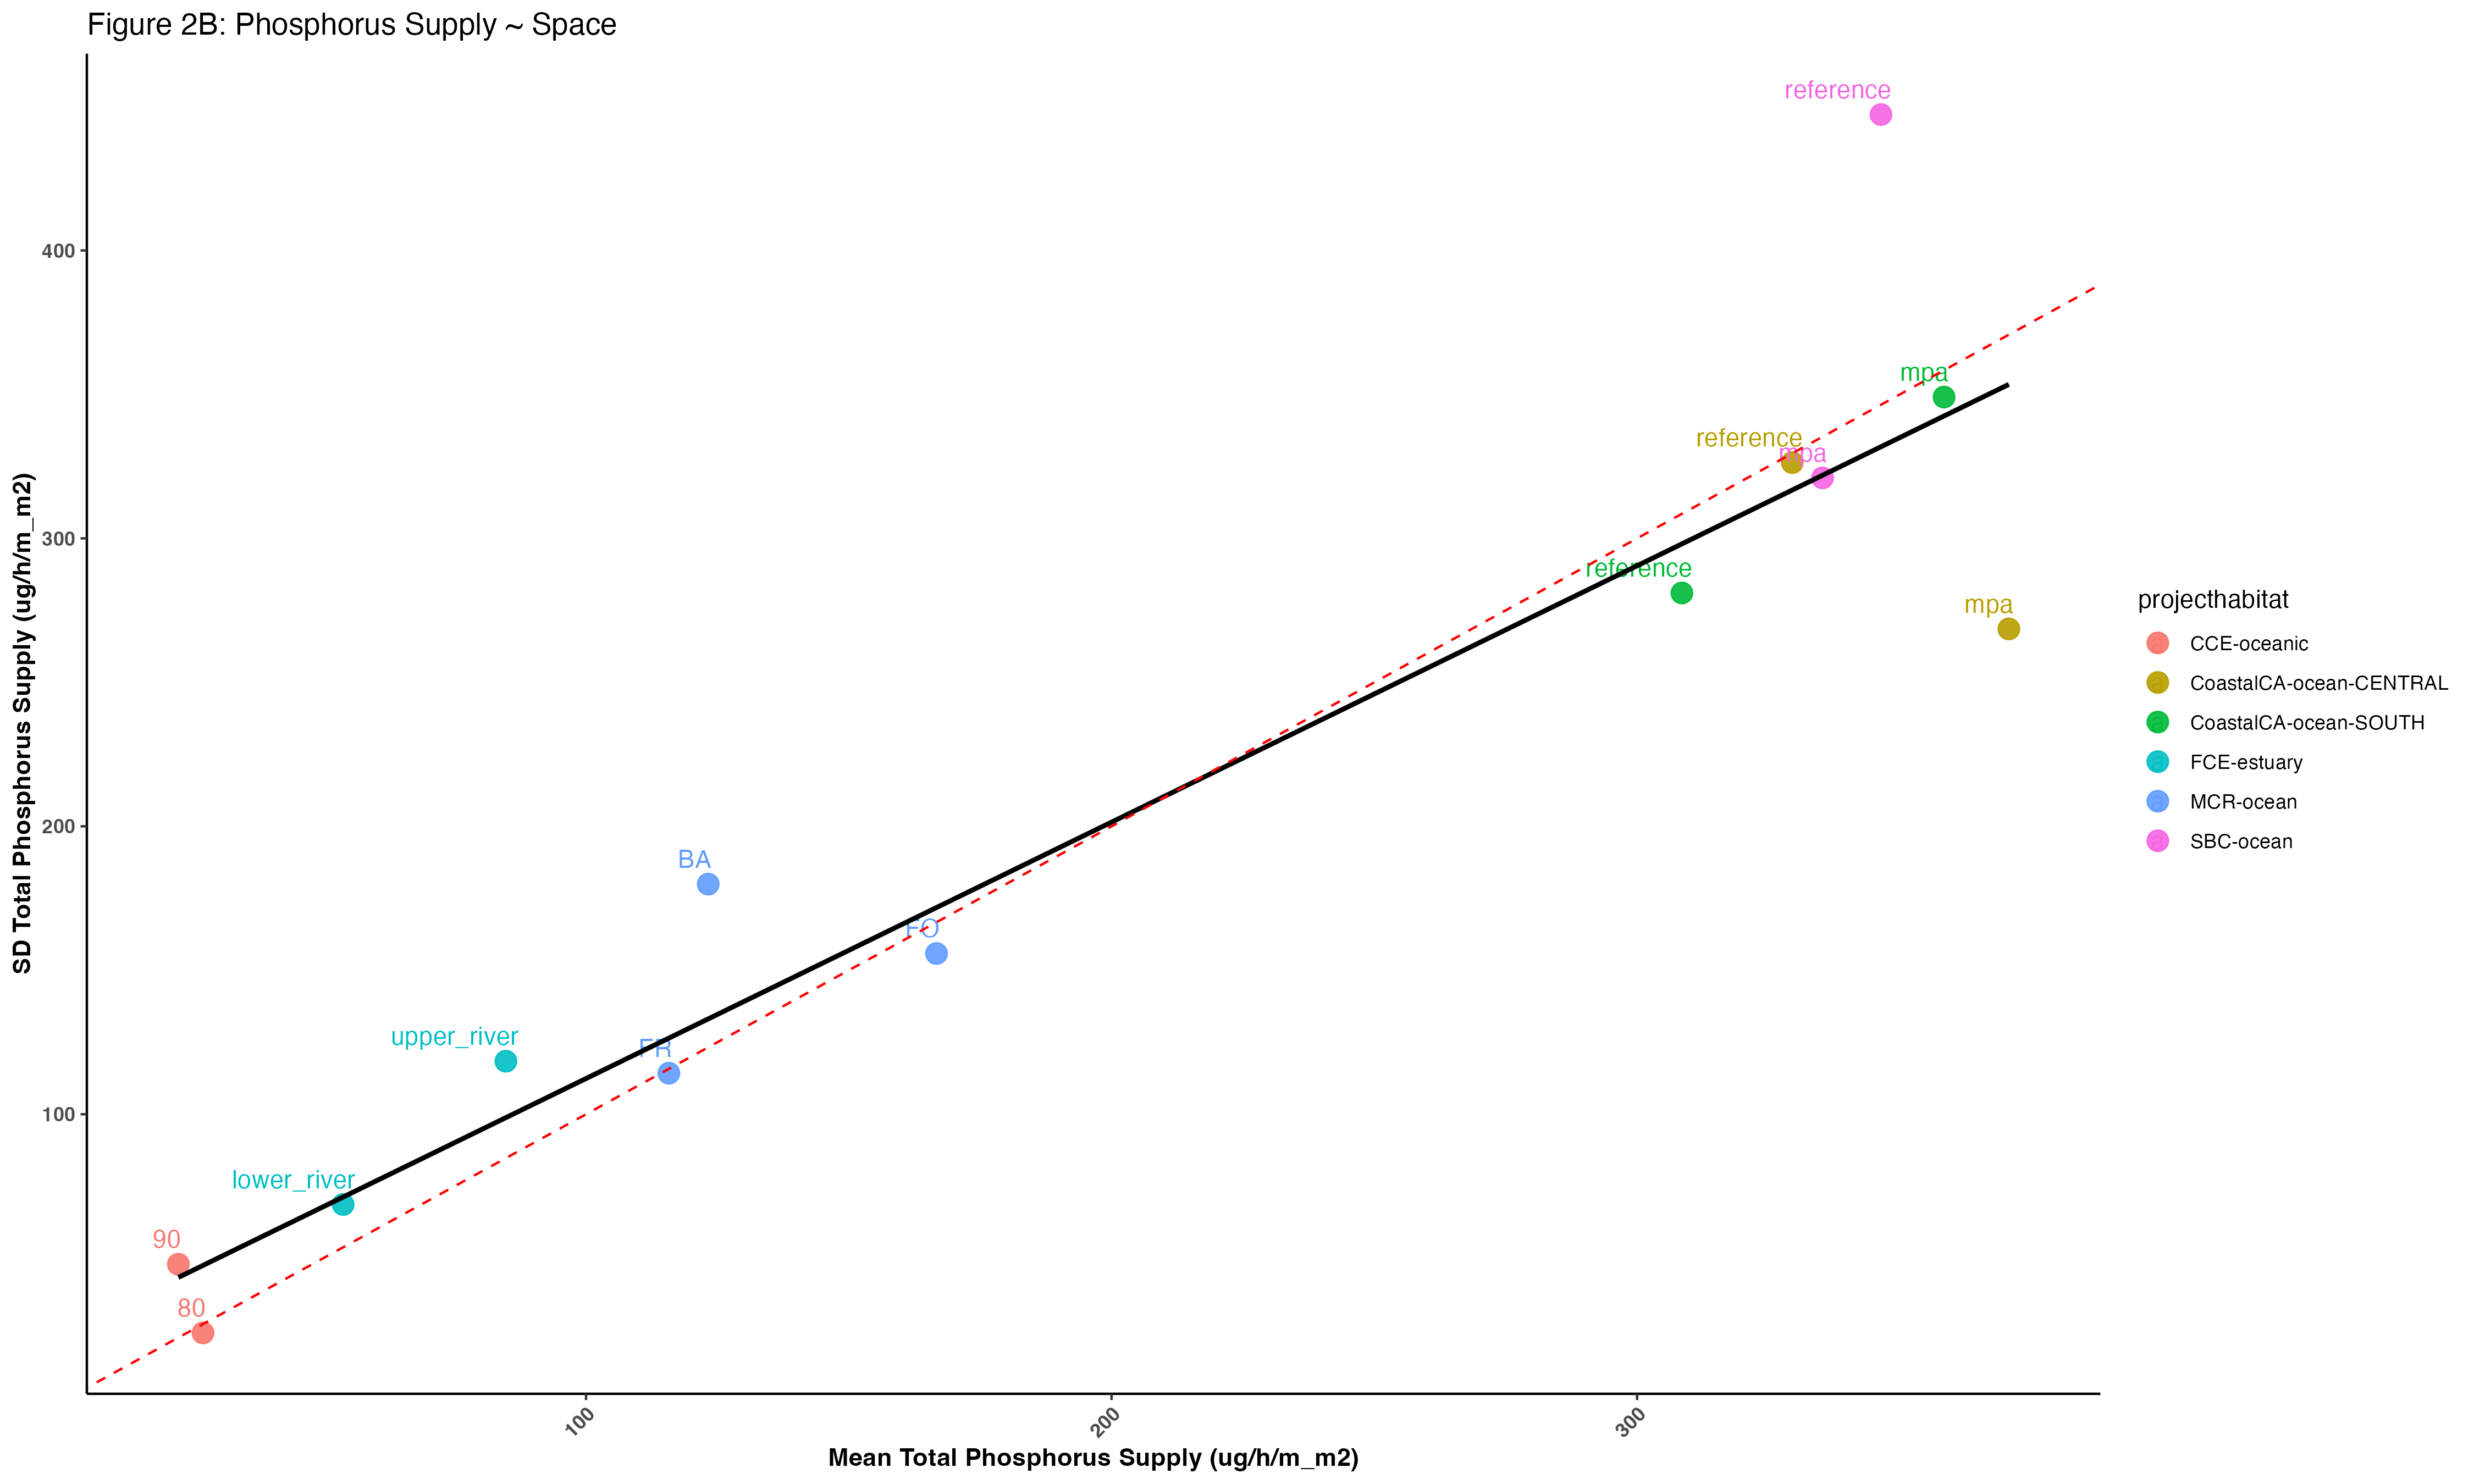 Figure 2B: Phosphorus Supply ~ Space
reference
400
mpa
reference
mpa
300
reference
mpa
200
BA
FO
upper_river
FR
100
lower_river
90
80
100
200
300
SD Total Phosphorus Supply (ug/h/m_m2)
Mean Total Phosphorus Supply (ug/h/m_m2)
projecthabitat
CCE-oceanic
CoastalCA-ocean-CENTRAL
CoastalCA-ocean-SOUTH
FCE-estuary
MCR-ocean
SBC-ocean